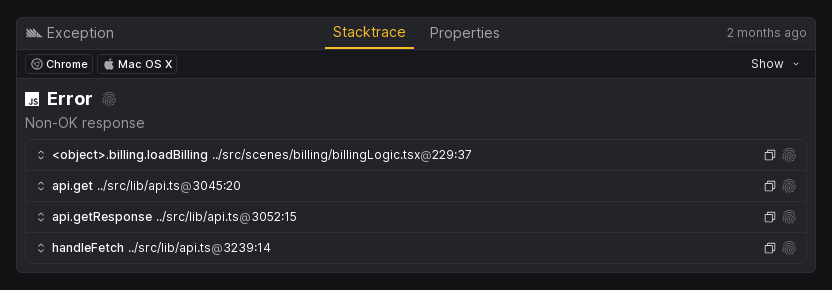 Exception Stacktrace Properties 2 months ago
Chrome Mac OS X Show
JS Error
Non-OK response
<object>.billing.loadBilling ../src/scenes/billing/billingLogic.tsx@229:37
api.get ../src/lib/api.ts@3045:20
api.getResponse ../src/lib/api.ts@3052:15
handleFetch ../src/lib/api.ts@3239:14